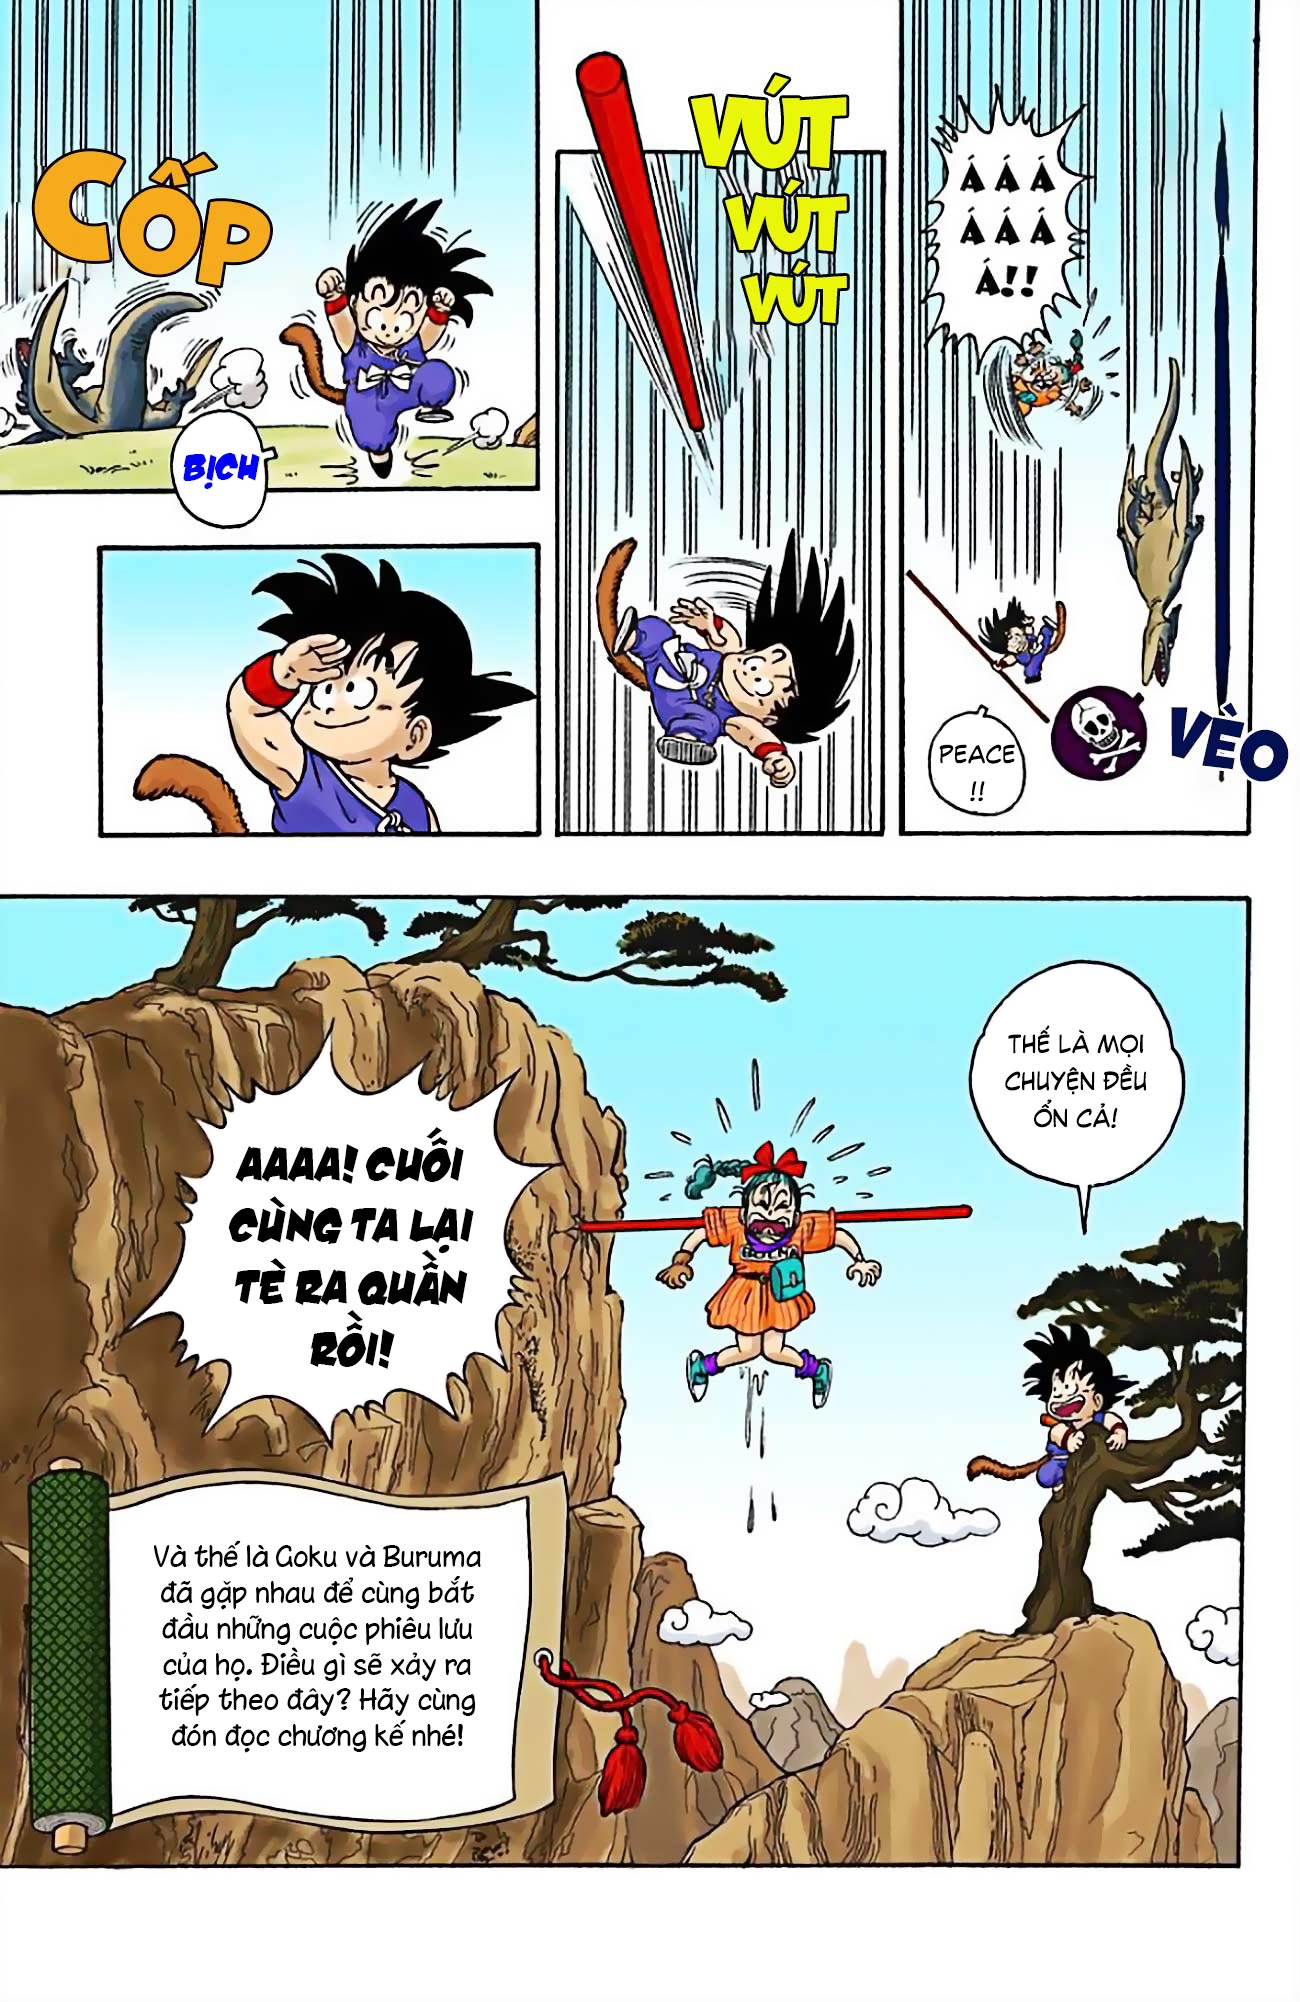 Á Á Á
Á Á Á
Á!!
PEACE
!!
VÈO
VÚT
VÚT
VÚT
CỐP
BỊCH
THẾ LÀ MỌI
CHUYỆN ĐỀU
ỔN CẢ!
AAAA! CUỐI
CÙNG TA LẠI
TÈ RA QUẦN
RỒI!
Và thế là Goku và Buruma
đã gặp nhau để cùng bắt
đầu những cuộc phiêu lưu
của họ. Điều gì sẽ xảy ra
tiếp theo đây? Hãy cùng
đón đọc chương kế nhé!